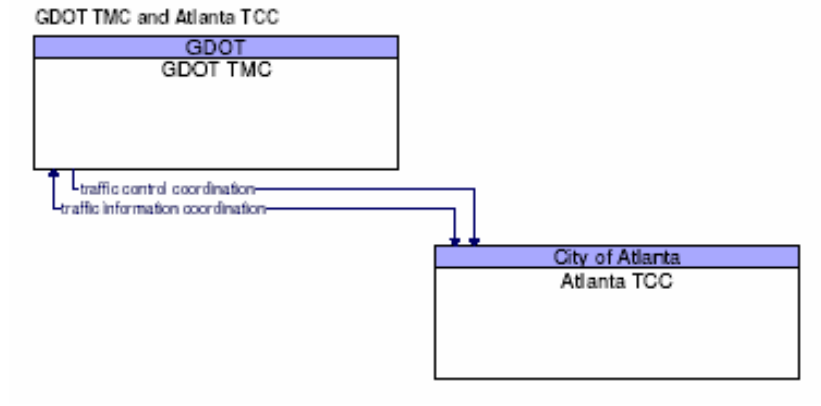 GDOT TMC and Atlanta TCC
GDOT
GDOT TMC
traffic control coordination
traffic information coordination
City of Atlanta
Atlanta TCC